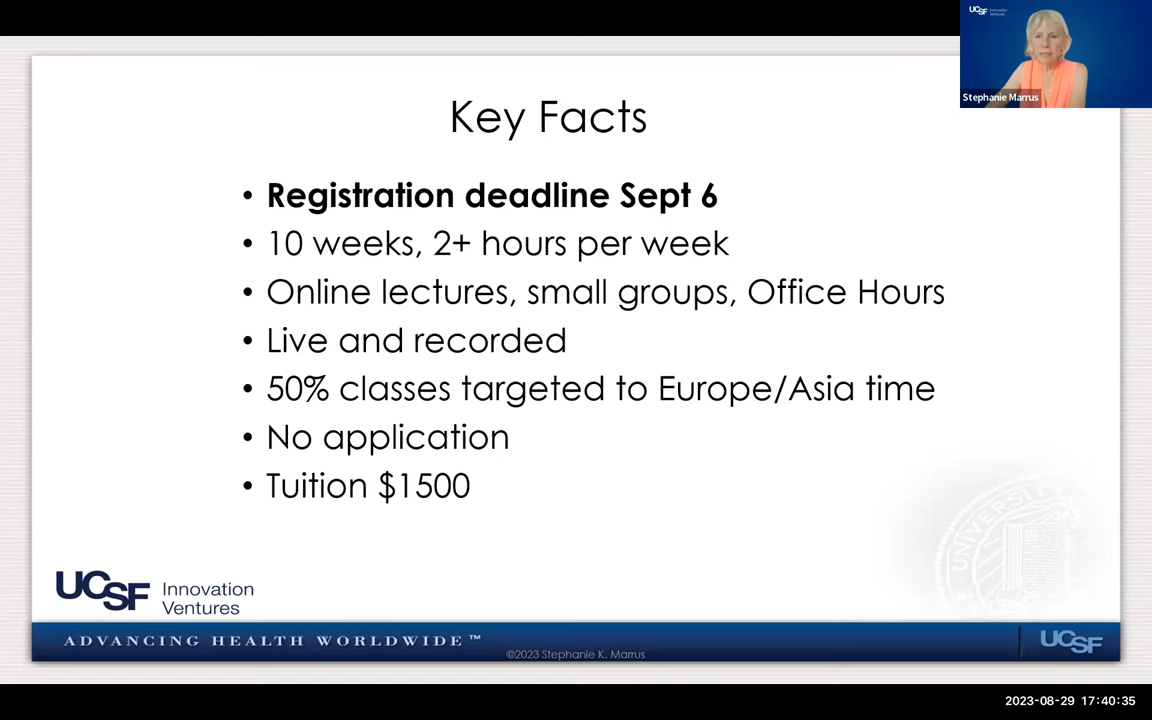 UCSF Innovation
Ventures
Stephanie Marrus
Key Facts
• Registration deadline Sept 6
• 10 weeks, 2+ hours per week
• Online lectures, small groups, Office Hours
• Live and recorded
• 50% classes targeted to Europe/Asia time
• No application
• Tuition $1500
UNIVERSITY
UCSF Innovation
Ventures
ADVANCING HEALTH WORLDWIDE™
©2023 Stephanie K. Marrus
UCSF
2023-08-29 17:40:35